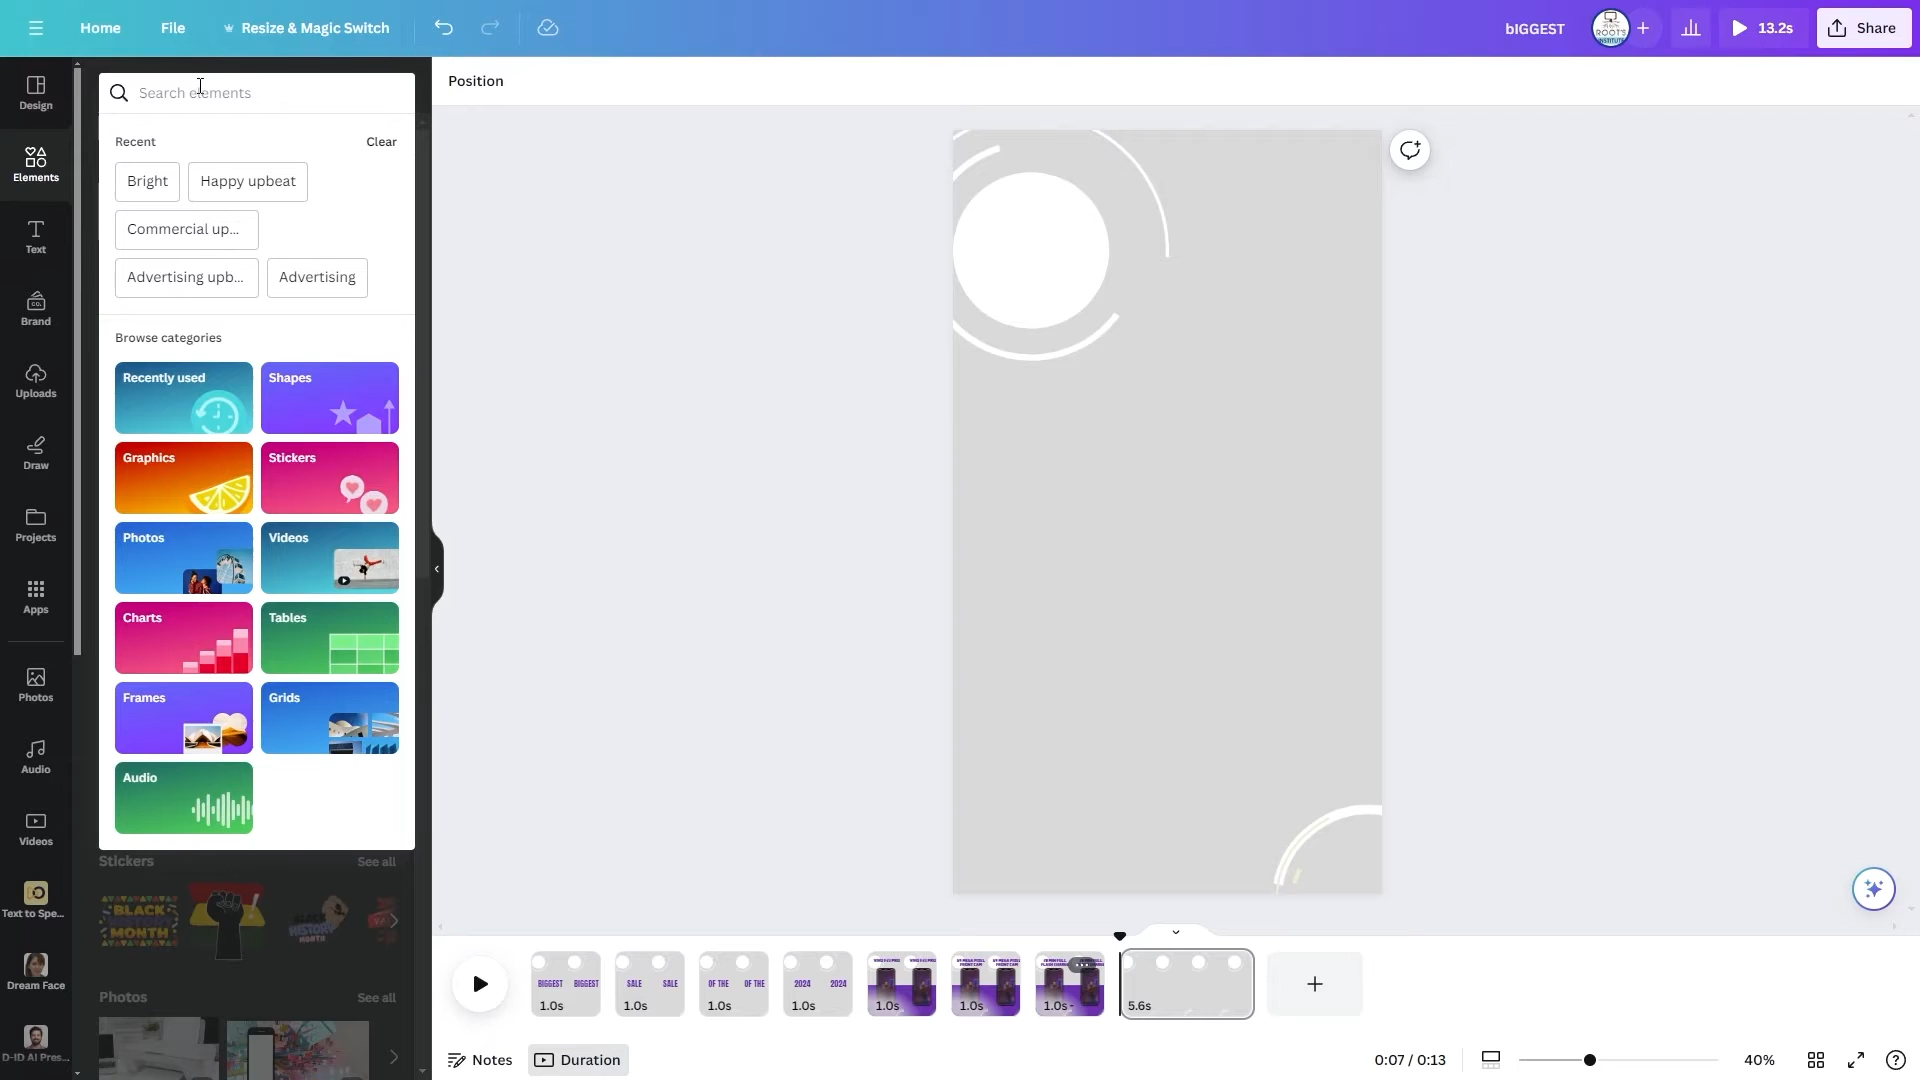 Home File Resize & Magic Switch bIGGEST 13.2s Share
Design
Elements
Text
Brand
Uploads
Draw
Projects
Apps
Photos
Audio
Videos
Text to Spe...
Dream Face
D-ID AI Pres...
Search elements
Recent Clear
Bright Happy upbeat
Commercial up...
Advertising upb... Advertising
Browse categories
Recently used Shapes
Graphics Stickers
Photos Videos
Charts Tables
Frames Grids
Audio
Stickers See all
BLACK HISTORY MONTH
Photos See all
Position
BIGGEST BIGGEST SALE SALE OF THE OF THE 2024 2024
1.0s 1.0s 1.0s 1.0s 1.0s 1.0s 1.0s 5.6s
Notes Duration 0:07 / 0:13 40%